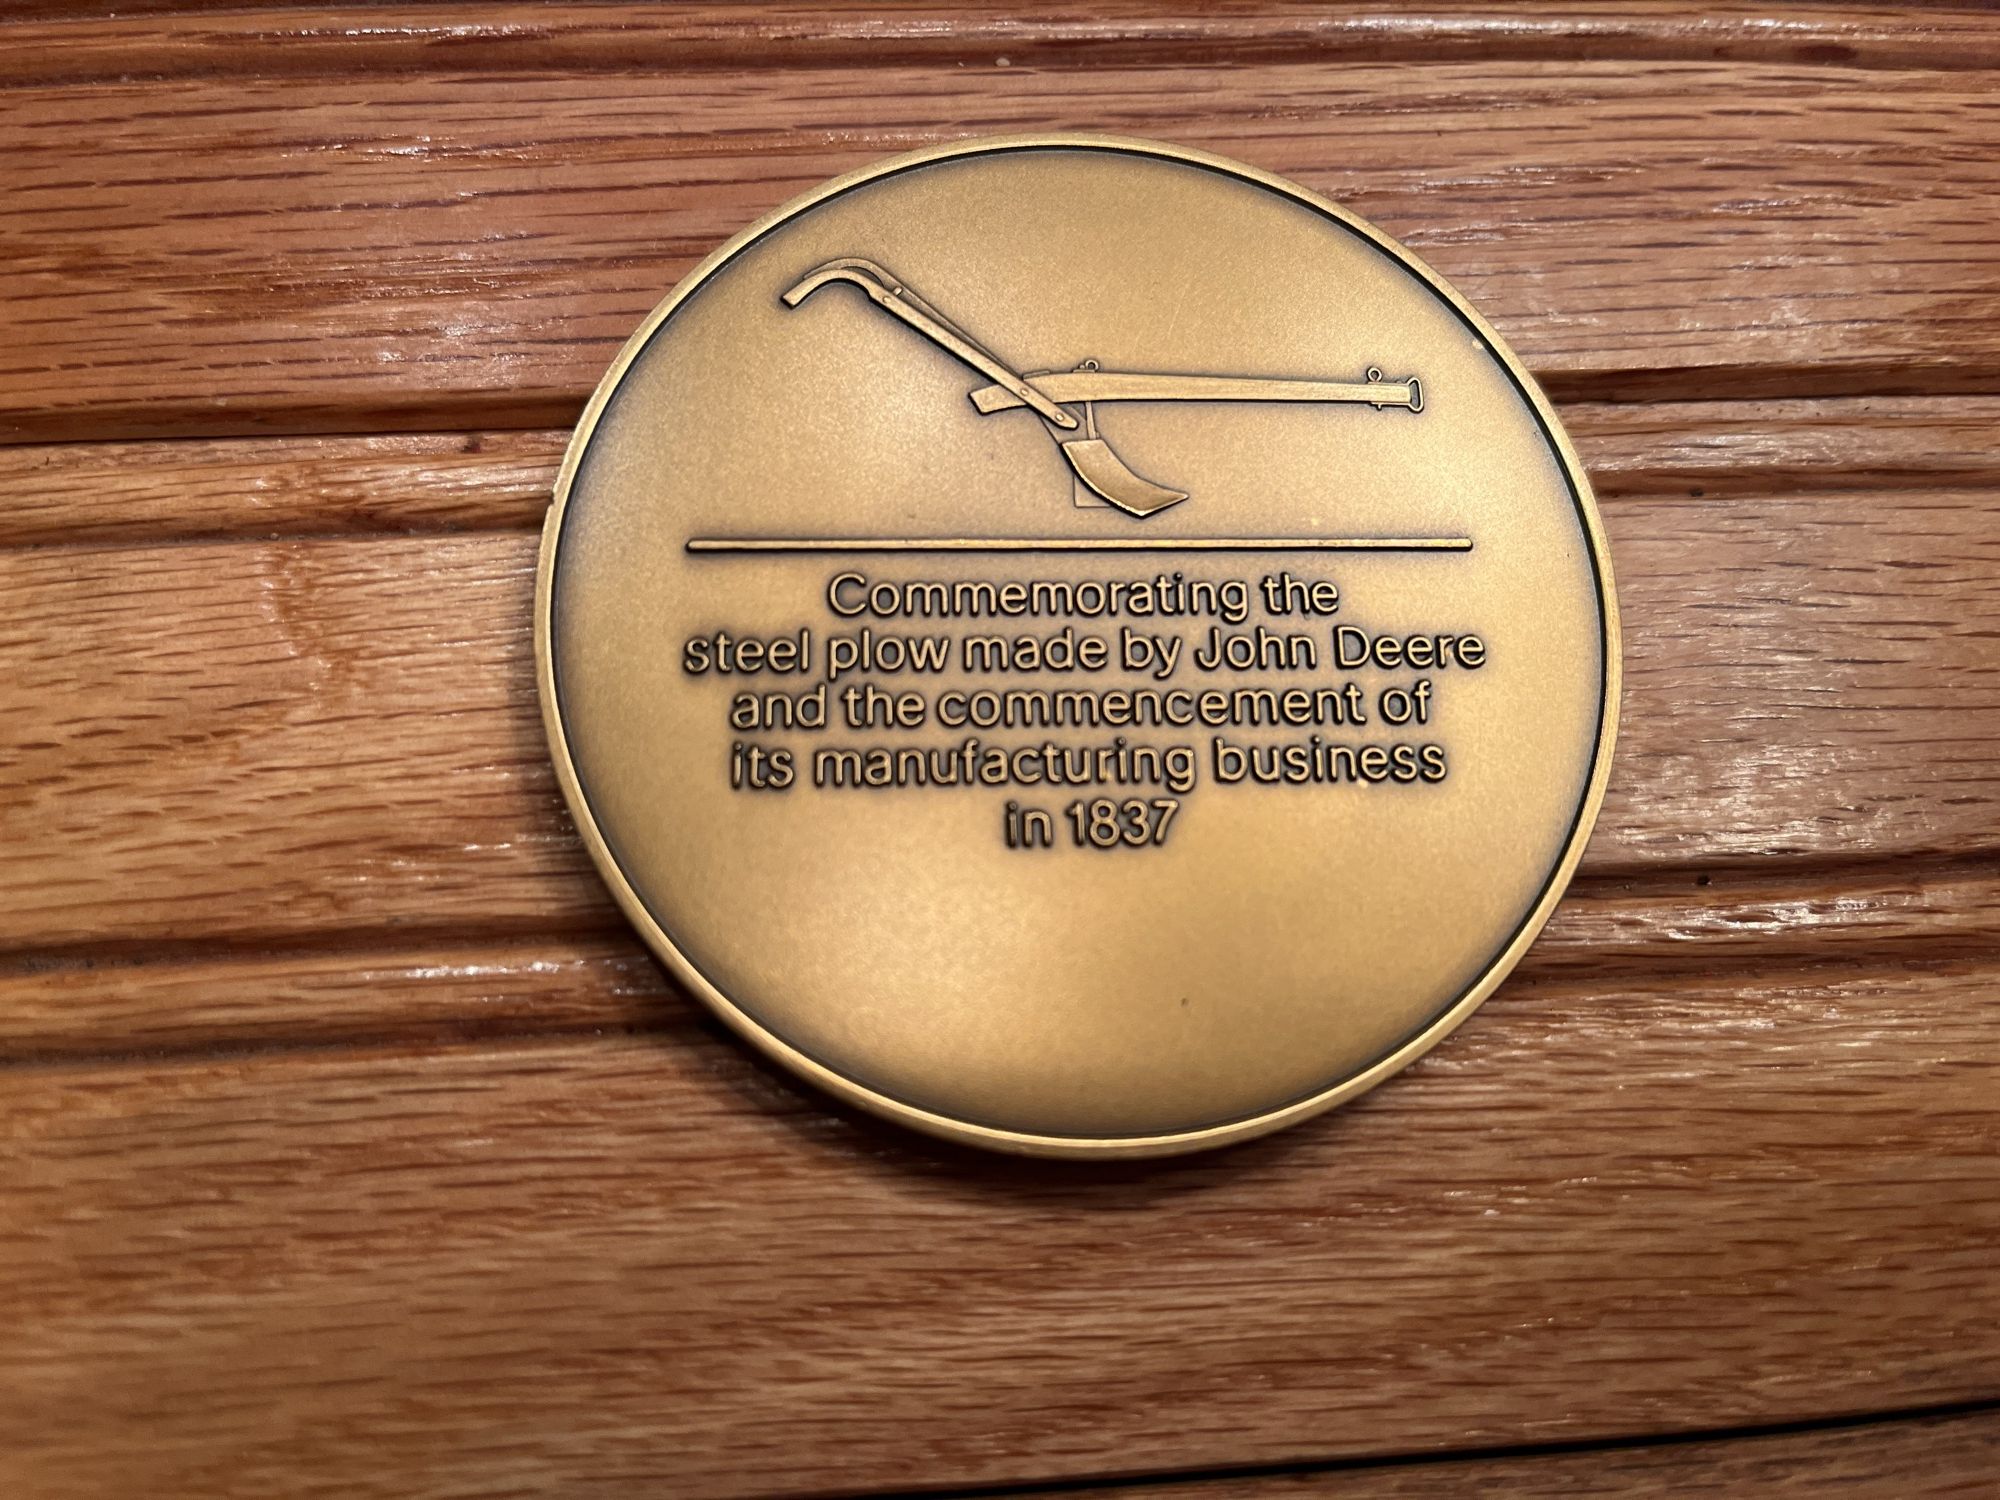 Commemorating the
steel plow made by John Deere
and the commencement of
its manufacturing business
in 1837